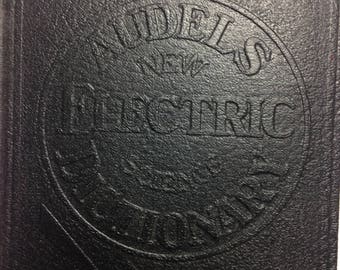 AUDELS
NEW
ELECTRIC
SCIENCE
DICTIONARY